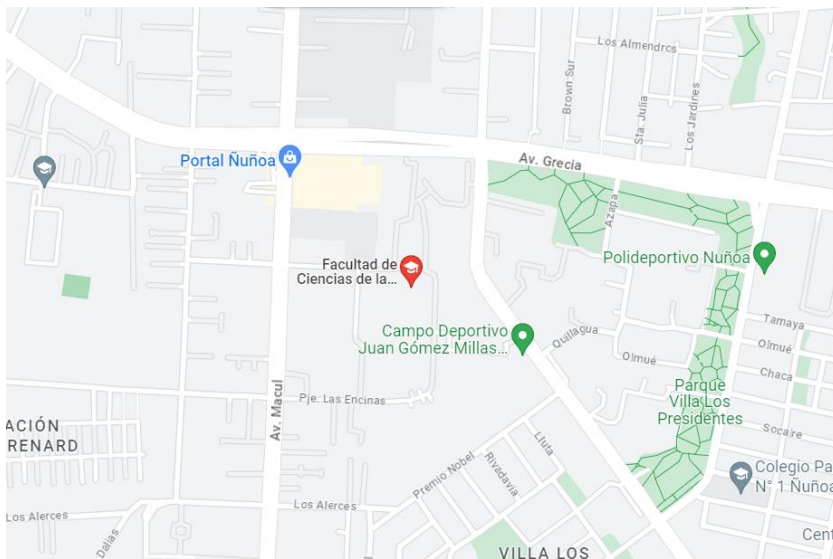 Los Almendros
Brown Sur
Sta. Julia
Los Jardines
Portal Ñuñoa
Av. Grecia
Azapa
Facultad de
Ciencias de la...
Polideportivo Nuñoa
Campo Deportivo
Juan Gómez Millas...
Quillagua
Tamaya
Olmué
Olmué
Chaca
Parque
Villa Los
Presidentes
Av. Macul
Pje. Las Encinas
ACIÓN
RENARD
Socaire
Premio Nobel
Lluta
Rivadavia
Colegio Pa
N° 1 Ñuñoa
Los Alerces
Los Alerces
Dalias
Cent
VILLA LOS